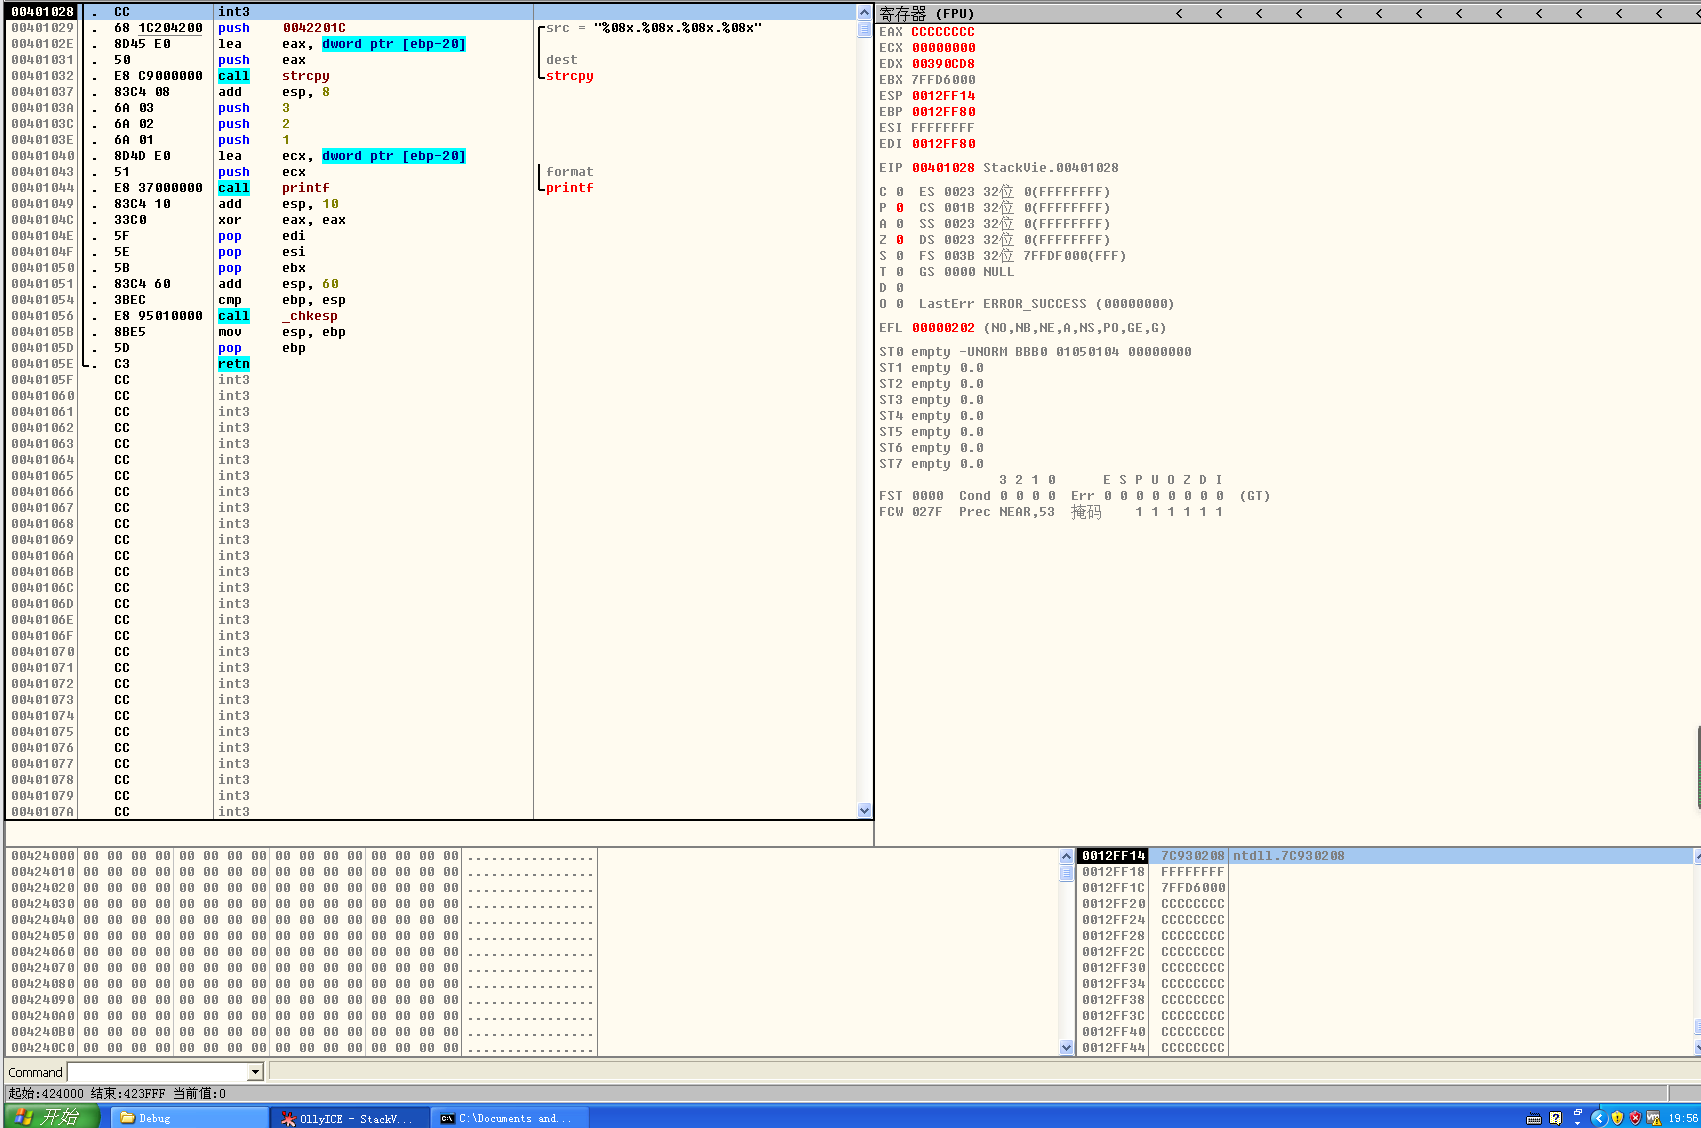 00401028 . CC int3
00401029 . 68 1C204200 push 0042201C src = "%08x.%08x.%08x.%08x"
0040102E . 8D45 E0 lea eax, dword ptr [ebp-20]
00401031 . 50 push eax dest
00401032 . E8 C9000000 call strcpy strcpy
00401037 . 83C4 08 add esp, 8
0040103A . 6A 03 push 3
0040103C . 6A 02 push 2
0040103E . 6A 01 push 1
00401040 . 8D4D E0 lea ecx, dword ptr [ebp-20]
00401043 . 51 push ecx format
00401044 . E8 37000000 call printf printf
00401049 . 83C4 10 add esp, 10
0040104C . 33C0 xor eax, eax
0040104E . 5F pop edi
0040104F . 5E pop esi
00401050 . 5B pop ebx
00401051 . 83C4 60 add esp, 60
00401054 . 3BEC cmp ebp, esp
00401056 . E8 95010000 call _chkesp
0040105B . 8BE5 mov esp, ebp
0040105D . 5D pop ebp
0040105E . C3 retn
0040105F CC int3
00401060 CC int3
00401061 CC int3
00401062 CC int3
00401063 CC int3
00401064 CC int3
00401065 CC int3
00401066 CC int3
00401067 CC int3
00401068 CC int3
00401069 CC int3
0040106A CC int3
0040106B CC int3
0040106C CC int3
0040106D CC int3
0040106E CC int3
0040106F CC int3
00401070 CC int3
00401071 CC int3
00401072 CC int3
00401073 CC int3
00401074 CC int3
00401075 CC int3
00401076 CC int3
00401077 CC int3
00401078 CC int3
00401079 CC int3
0040107A CC int3
寄存器 (FPU) < < < < < < < < < < < < <
EAX CCCCCCCC
ECX 00000000
EDX 00390CD8
EBX 7FFD6000
ESP 0012FF14
EBP 0012FF80
ESI FFFFFFFF
EDI 0012FF80
EIP 00401028 StackVie.00401028
C 0 ES 0023 32位 0(FFFFFFFF)
P 0 CS 001B 32位 0(FFFFFFFF)
A 0 SS 0023 32位 0(FFFFFFFF)
Z 0 DS 0023 32位 0(FFFFFFFF)
S 0 FS 003B 32位 7FFDF000(FFF)
T 0 GS 0000 NULL
D 0
O 0 LastErr ERROR_SUCCESS (00000000)
EFL 00000202 (NO,NB,NE,A,NS,PO,GE,G)
ST0 empty -UNORM BBB0 01050104 00000000
ST1 empty 0.0
ST2 empty 0.0
ST3 empty 0.0
ST4 empty 0.0
ST5 empty 0.0
ST6 empty 0.0
ST7 empty 0.0
3 2 1 0 E S P U O Z D I
FST 0000 Cond 0 0 0 0 Err 0 0 0 0 0 0 0 0 (GT)
FCW 027F Prec NEAR,53 掩码 1 1 1 1 1 1
00424000 00 00 00 00 00 00 00 00 00 00 00 00 00 00 00 00 ................
00424010 00 00 00 00 00 00 00 00 00 00 00 00 00 00 00 00 ................
00424020 00 00 00 00 00 00 00 00 00 00 00 00 00 00 00 00 ................
00424030 00 00 00 00 00 00 00 00 00 00 00 00 00 00 00 00 ................
00424040 00 00 00 00 00 00 00 00 00 00 00 00 00 00 00 00 ................
00424050 00 00 00 00 00 00 00 00 00 00 00 00 00 00 00 00 ................
00424060 00 00 00 00 00 00 00 00 00 00 00 00 00 00 00 00 ................
00424070 00 00 00 00 00 00 00 00 00 00 00 00 00 00 00 00 ................
00424080 00 00 00 00 00 00 00 00 00 00 00 00 00 00 00 00 ................
00424090 00 00 00 00 00 00 00 00 00 00 00 00 00 00 00 00 ................
004240A0 00 00 00 00 00 00 00 00 00 00 00 00 00 00 00 00 ................
004240B0 00 00 00 00 00 00 00 00 00 00 00 00 00 00 00 00 ................
004240C0 00 00 00 00 00 00 00 00 00 00 00 00 00 00 00 00 ................
0012FF14 7C930208 ntdll.7C930208
0012FF18 FFFFFFFF
0012FF1C 7FFD6000
0012FF20 CCCCCCCC
0012FF24 CCCCCCCC
0012FF28 CCCCCCCC
0012FF2C CCCCCCCC
0012FF30 CCCCCCCC
0012FF34 CCCCCCCC
0012FF38 CCCCCCCC
0012FF3C CCCCCCCC
0012FF40 CCCCCCCC
0012FF44 CCCCCCCC
Command
起始:424000 结束:423FFF 当前值:0
开始 Debug OllyICE - StackV... C:\Documents and... 19:56